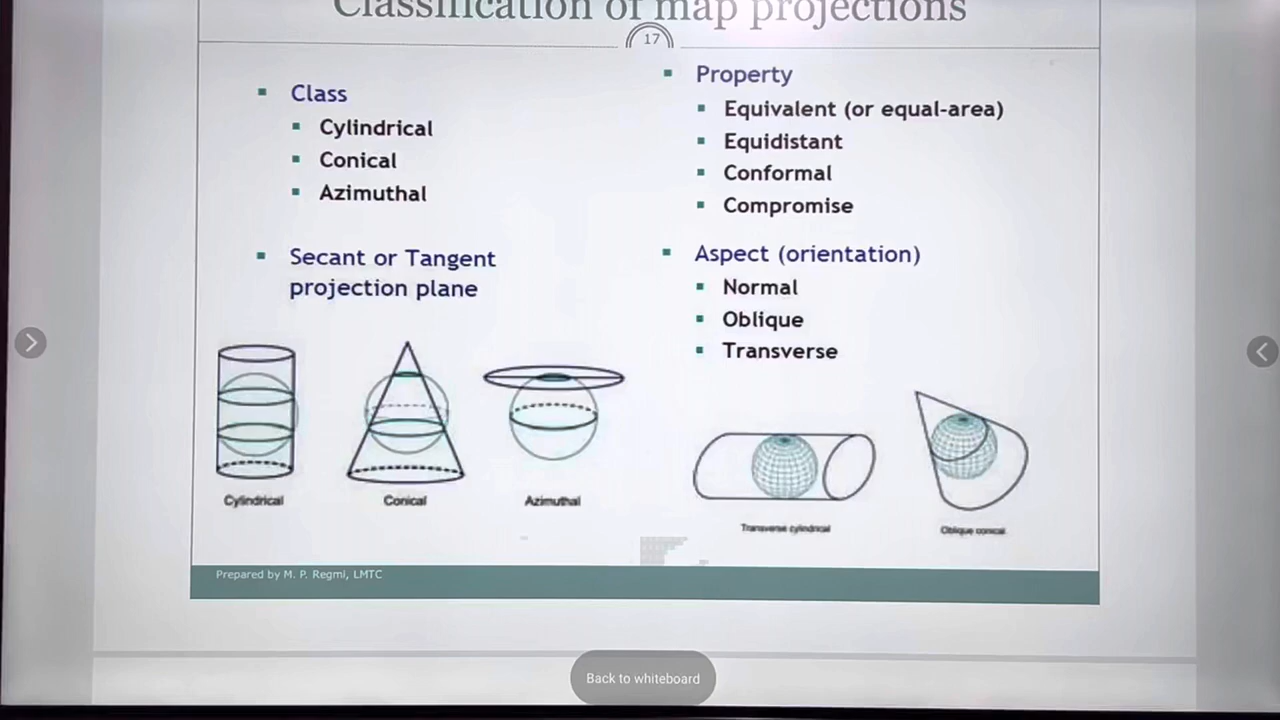 Classification of map projections
17
Class
Cylindrical
Conical
Azimuthal
Secant or Tangent
projection plane
Property
Equivalent (or equal-area)
Equidistant
Conformal
Compromise
Aspect (orientation)
Normal
Oblique
Transverse
Cylindrical
Conical
Azimuthal
Transverse cylindrical
Oblique conical
Prepared by M. P. Regmi, LMTC
Back to whiteboard